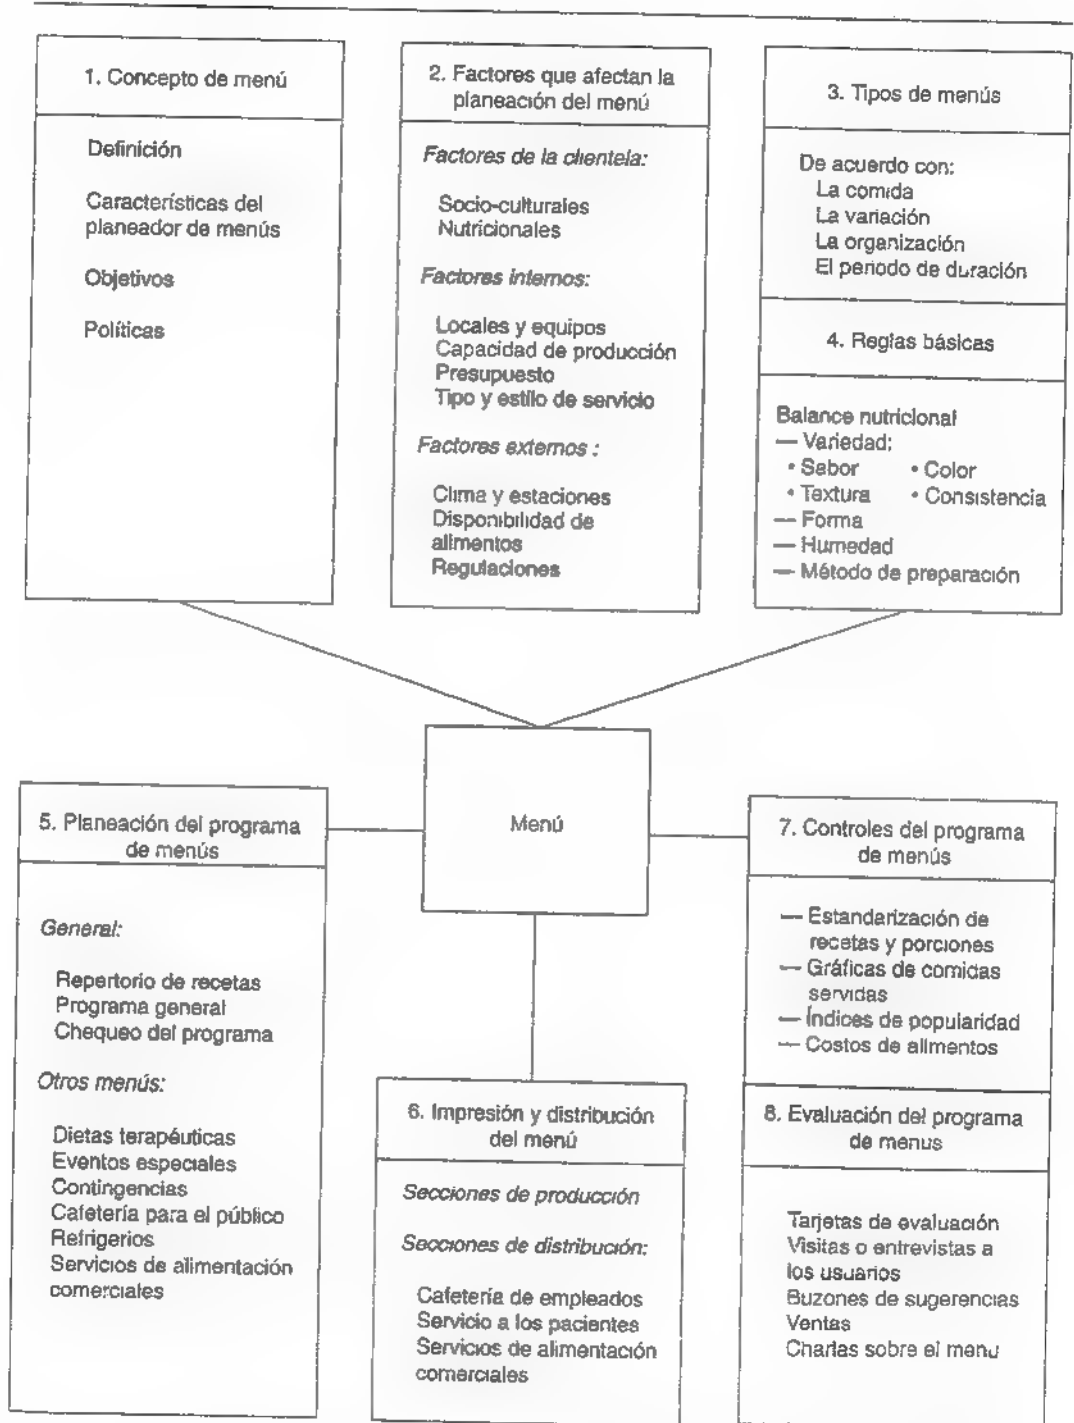 1. Concepto de menú
Definición
Características del
planeador de menús
Objetivos
Políticas
2. Factores que afectan la
planeación del menú
Factores de la clientela:
Socio-culturales
Nutricionales
Factores internos:
Locales y equipos
Capacidad de producción
Presupuesto
Tipo y estilo de servicio
Factores externos :
Clima y estaciones
Disponibilidad de
alimentos
Regulaciones
3. Tipos de menús
De acuerdo con:
La comida
La variación
La organización
El periodo de duración
4. Reglas básicas
Balance nutricional
— Variedad:
• Sabor • Color
• Textura • Consistencia
— Forma
— Humedad
— Método de preparación
Menú
5. Planeación del programa
de menús
General:
Repertorio de recetas
Programa general
Chequeo del programa
Otros menús:
Dietas terapéuticas
Eventos especiales
Contingencias
Cafetería para el público
Refrigerios
Servicios de alimentación
comerciales
6. Impresión y distribución
del menú
Secciones de producción
Secciones de distribución:
Cafetería de empleados
Servicio a los pacientes
Servicios de alimentación
comerciales
7. Controles del programa
de menús
— Estandarización de
recetas y porciones
— Gráficas de comidas
servidas
— Índices de popularidad
— Costos de alimentos
8. Evaluación del programa
de menus
Tarjetas de evaluación
Visitas o entrevistas a
los usuarios
Buzones de sugerencias
Ventas
Charlas sobre el menu